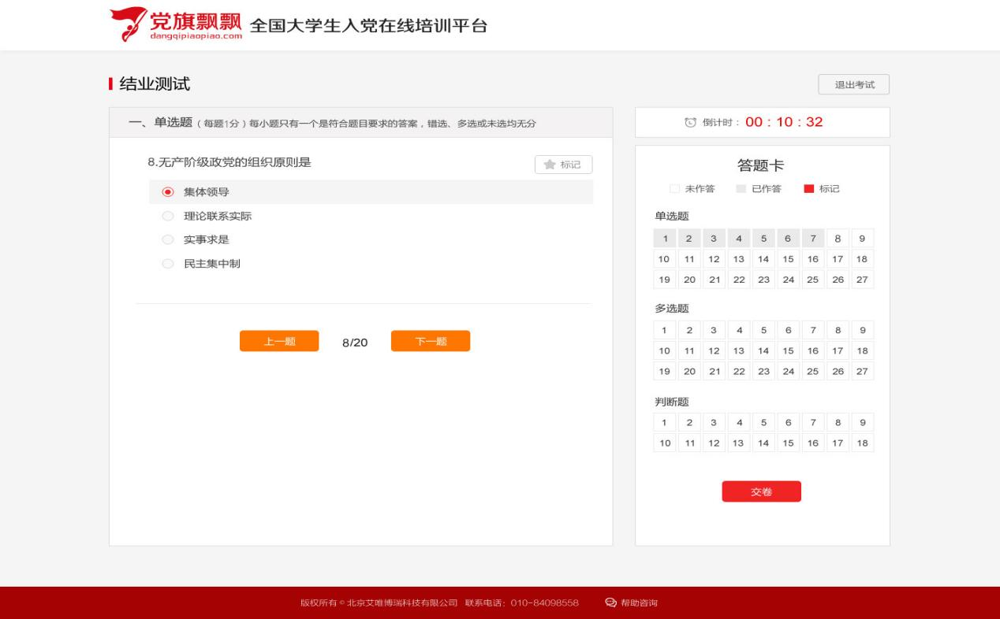 党旗飘飘 全国大学生入党在线培训平台
dangqipiaopiao.com
结业测试
退出考试
一、单选题（每题1分）每小题只有一个是符合题目要求的答案，错选、多选或未选均无分
倒计时： 00 : 10 : 32
8.无产阶级政党的组织原则是
标记
集体领导
理论联系实际
实事求是
民主集中制
上一题 8/20 下一题
答题卡
未作答 已作答 标记
单选题
1 2 3 4 5 6 7 8 9
10 11 12 13 14 15 16 17 18
19 20 21 22 23 24 25 26 27
多选题
1 2 3 4 5 6 7 8 9
10 11 12 13 14 15 16 17 18
19 20 21 22 23 24 25 26 27
判断题
1 2 3 4 5 6 7 8 9
10 11 12 13 14 15 16 17 18
交卷
版权所有 © 北京艾唯博瑞科技有限公司 联系电话：010-84098558 帮助咨询